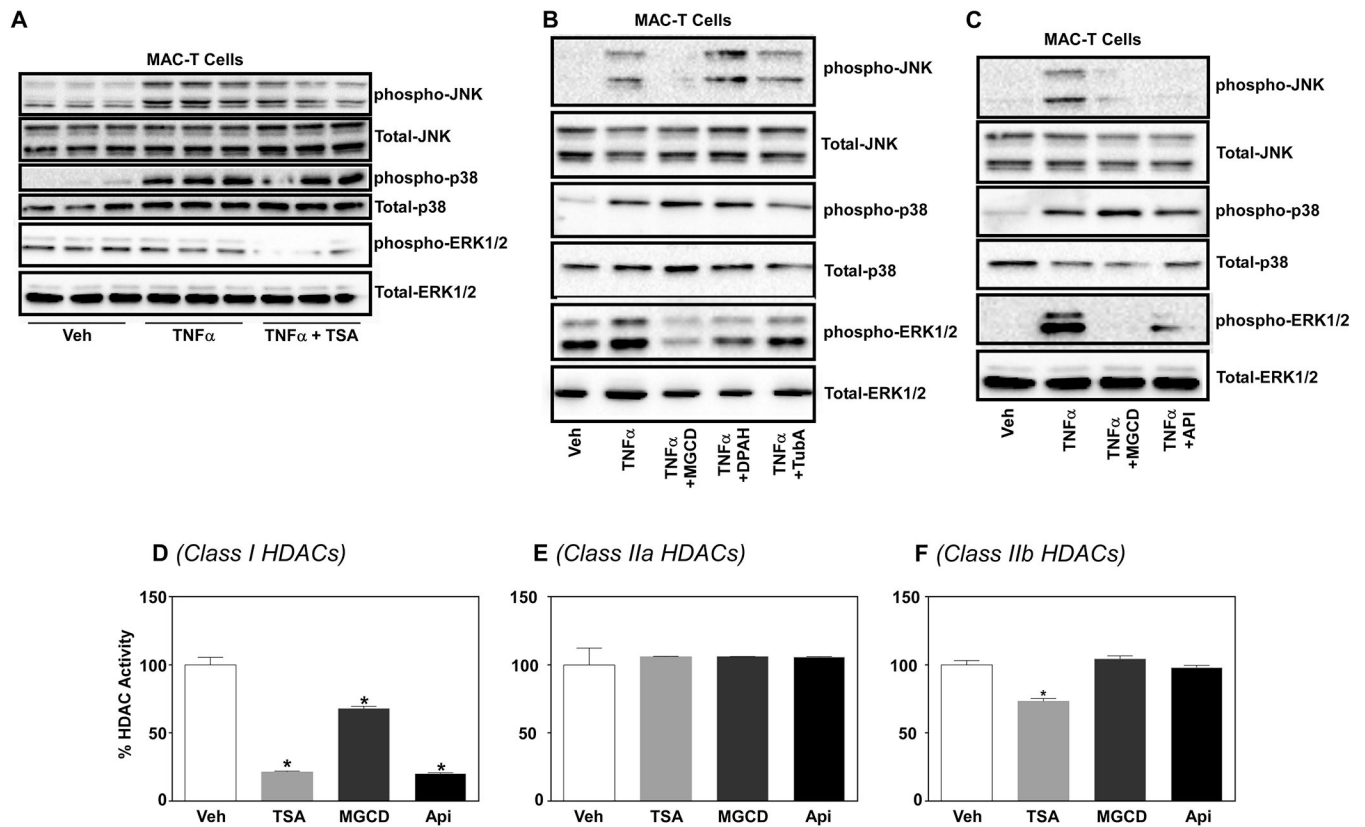 A
MAC-T Cells
phospho-JNK
Total-JNK
phospho-p38
Total-p38
phospho-ERK1/2
Total-ERK1/2
Veh
TNFα
TNFα + TSA
B
MAC-T Cells
phospho-JNK
Total-JNK
phospho-p38
Total-p38
phospho-ERK1/2
Total-ERK1/2
Veh
TNFα
TNFα
+MGCD
TNFα
+DPAH
TNFα
+TubA
C
MAC-T Cells
phospho-JNK
Total-JNK
phospho-p38
Total-p38
phospho-ERK1/2
Total-ERK1/2
Veh
TNFα
TNFα
+MGCD
TNFα
+API
D (Class I HDACs)
% HDAC Activity
150
100
50
0
*
*
*
Veh
TSA
MGCD
Api
E (Class IIa HDACs)
150
100
50
0
Veh
TSA
MGCD
Api
F (Class IIb HDACs)
150
100
50
0
*
Veh
TSA
MGCD
Api